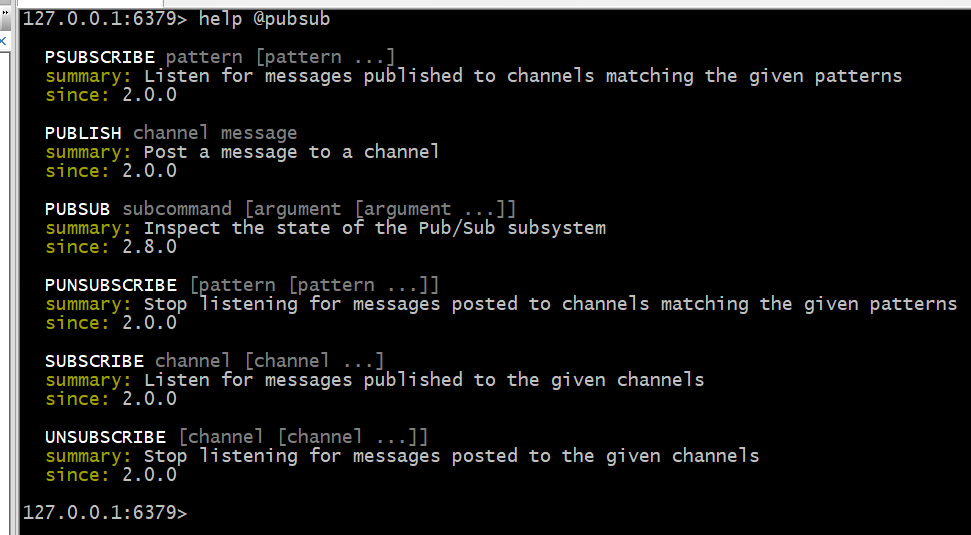 127.0.0.1:6379> help @pubsub
PSUBSCRIBE pattern [pattern ...]
summary: Listen for messages published to channels matching the given patterns
since: 2.0.0
PUBLISH channel message
summary: Post a message to a channel
since: 2.0.0
PUBSUB subcommand [argument [argument ...]]
summary: Inspect the state of the Pub/Sub subsystem
since: 2.8.0
PUNSUBSCRIBE [pattern [pattern ...]]
summary: Stop listening for messages posted to channels matching the given patterns
since: 2.0.0
SUBSCRIBE channel [channel ...]
summary: Listen for messages published to the given channels
since: 2.0.0
UNSUBSCRIBE [channel [channel ...]]
summary: Stop listening for messages posted to the given channels
since: 2.0.0
127.0.0.1:6379>